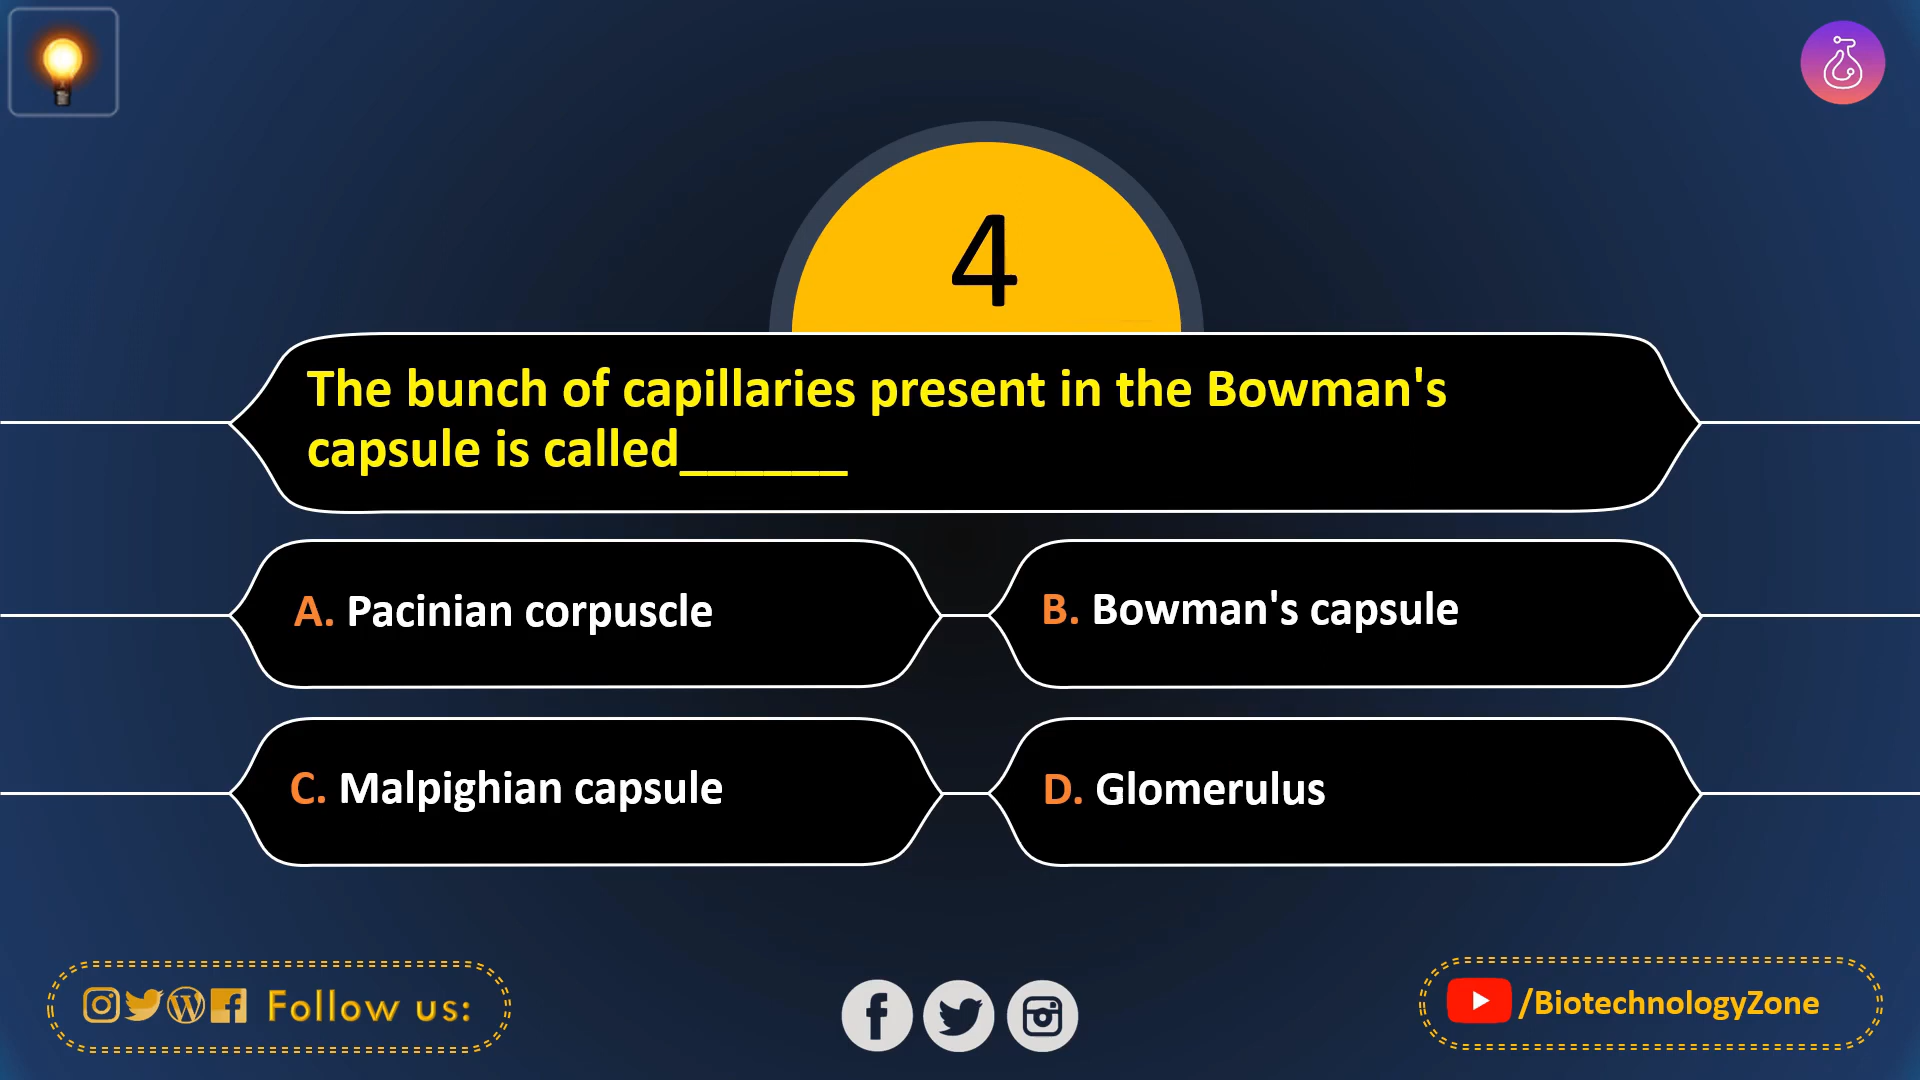 4
The bunch of capillaries present in the Bowman's
capsule is called______
A. Pacinian corpuscle
B. Bowman's capsule
C. Malpighian capsule
D. Glomerulus
Follow us:
/BiotechnologyZone